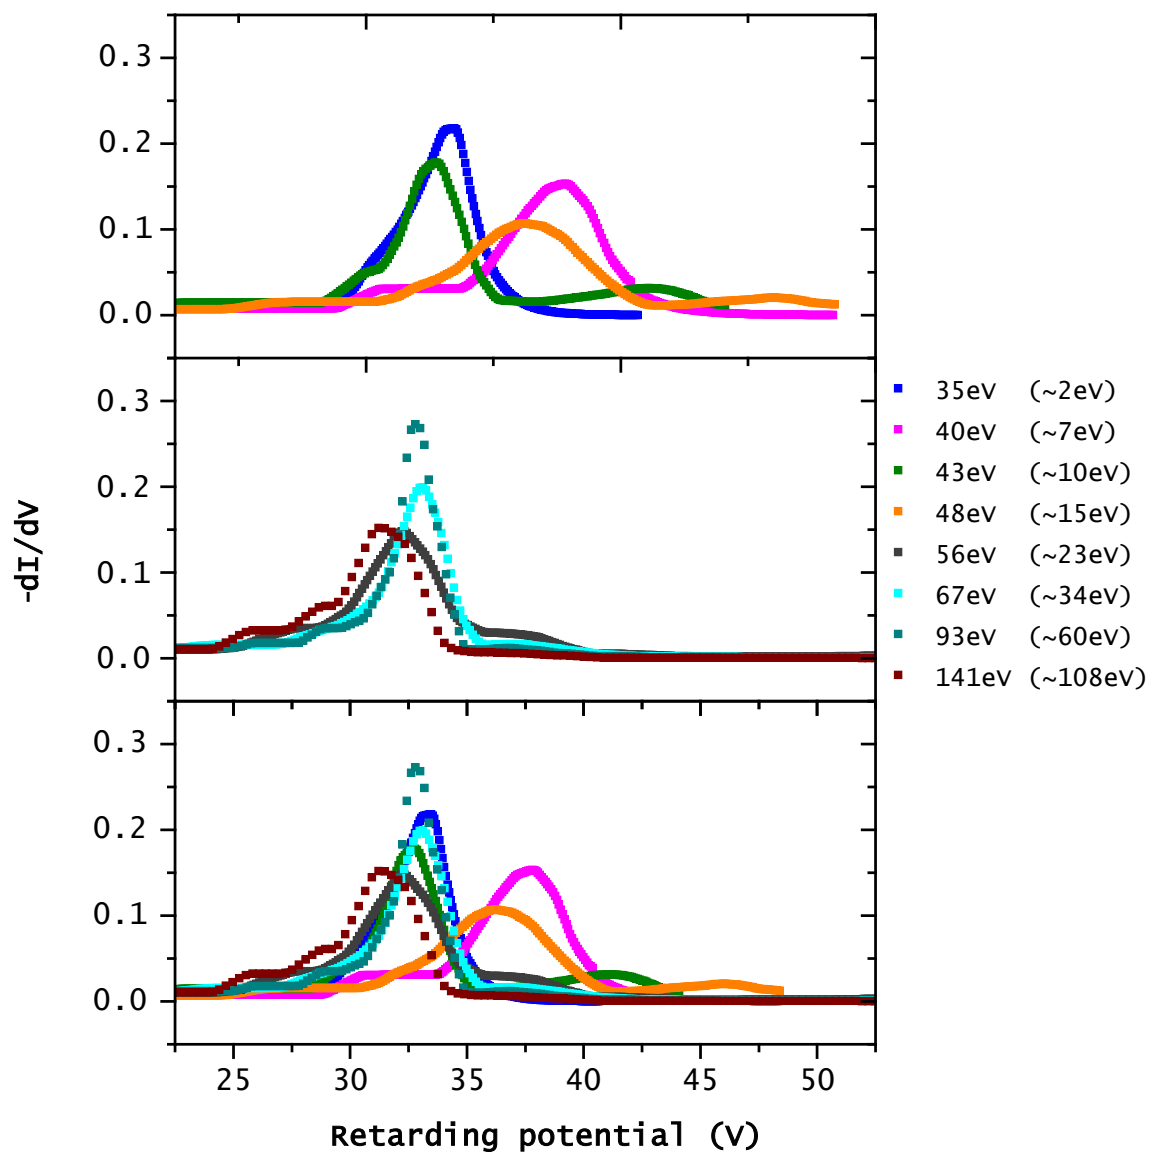 0.3
0.2
0.1
0.0
0.3
0.2
0.1
0.0
0.3
0.2
0.1
0.0
-dI/dV
35eV (~2eV)
40eV (~7eV)
43eV (~10eV)
48eV (~15eV)
56eV (~23eV)
67eV (~34eV)
93eV (~60eV)
141eV (~108eV)
25 30 35 40 45 50
Retarding potential (V)